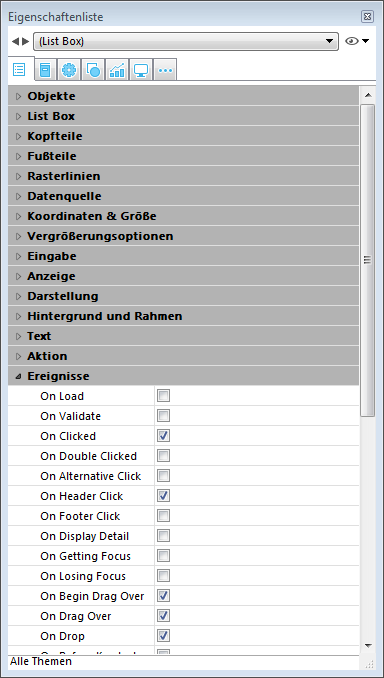 Eigenschaftenliste
(List Box)
Objekte
List Box
Kopfteile
Fußteile
Rasterlinien
Datenquelle
Koordinaten & Größe
Vergrößerungsoptionen
Eingabe
Anzeige
Darstellung
Hintergrund und Rahmen
Text
Aktion
Ereignisse
On Load
On Validate
On Clicked
On Double Clicked
On Alternative Click
On Header Click
On Footer Click
On Display Detail
On Getting Focus
On Losing Focus
On Begin Drag Over
On Drag Over
On Drop
Alle Themen